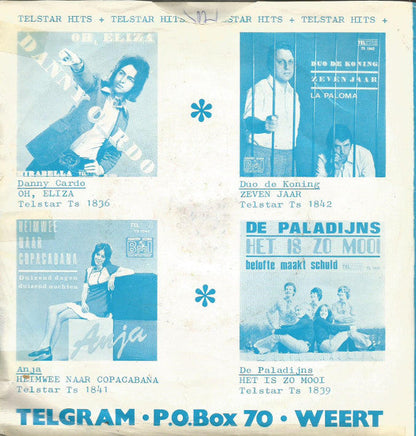 TELSTAR HITS + TELSTAR HITS + TELSTAR HITS + TELSTAR HITS +
OH, ELIZA
DANNY CARDO
MIRABELLA
Danny Cardo
OH, ELIZA
Telstar Ts 1836
DUO DE KONING
ZEVEN JAAR
LA PALOMA
Duo de Koning
ZEVEN JAAR
Telstar Ts 1842
HEIMWEE
NAAR
COPACABANA
Duizend dagen
duizend nachten
Anja
Anja
HEIMWEE NAAR COPACABAÑA
Telstar Ts 1841
DE PALADIJNS
HET IS ZO MOOI
belofte maakt schuld
De Paladijns
HET IS ZO MOOI
Telstar Ts 1839
TELGRAM · P.O.Box 70 · WEERT